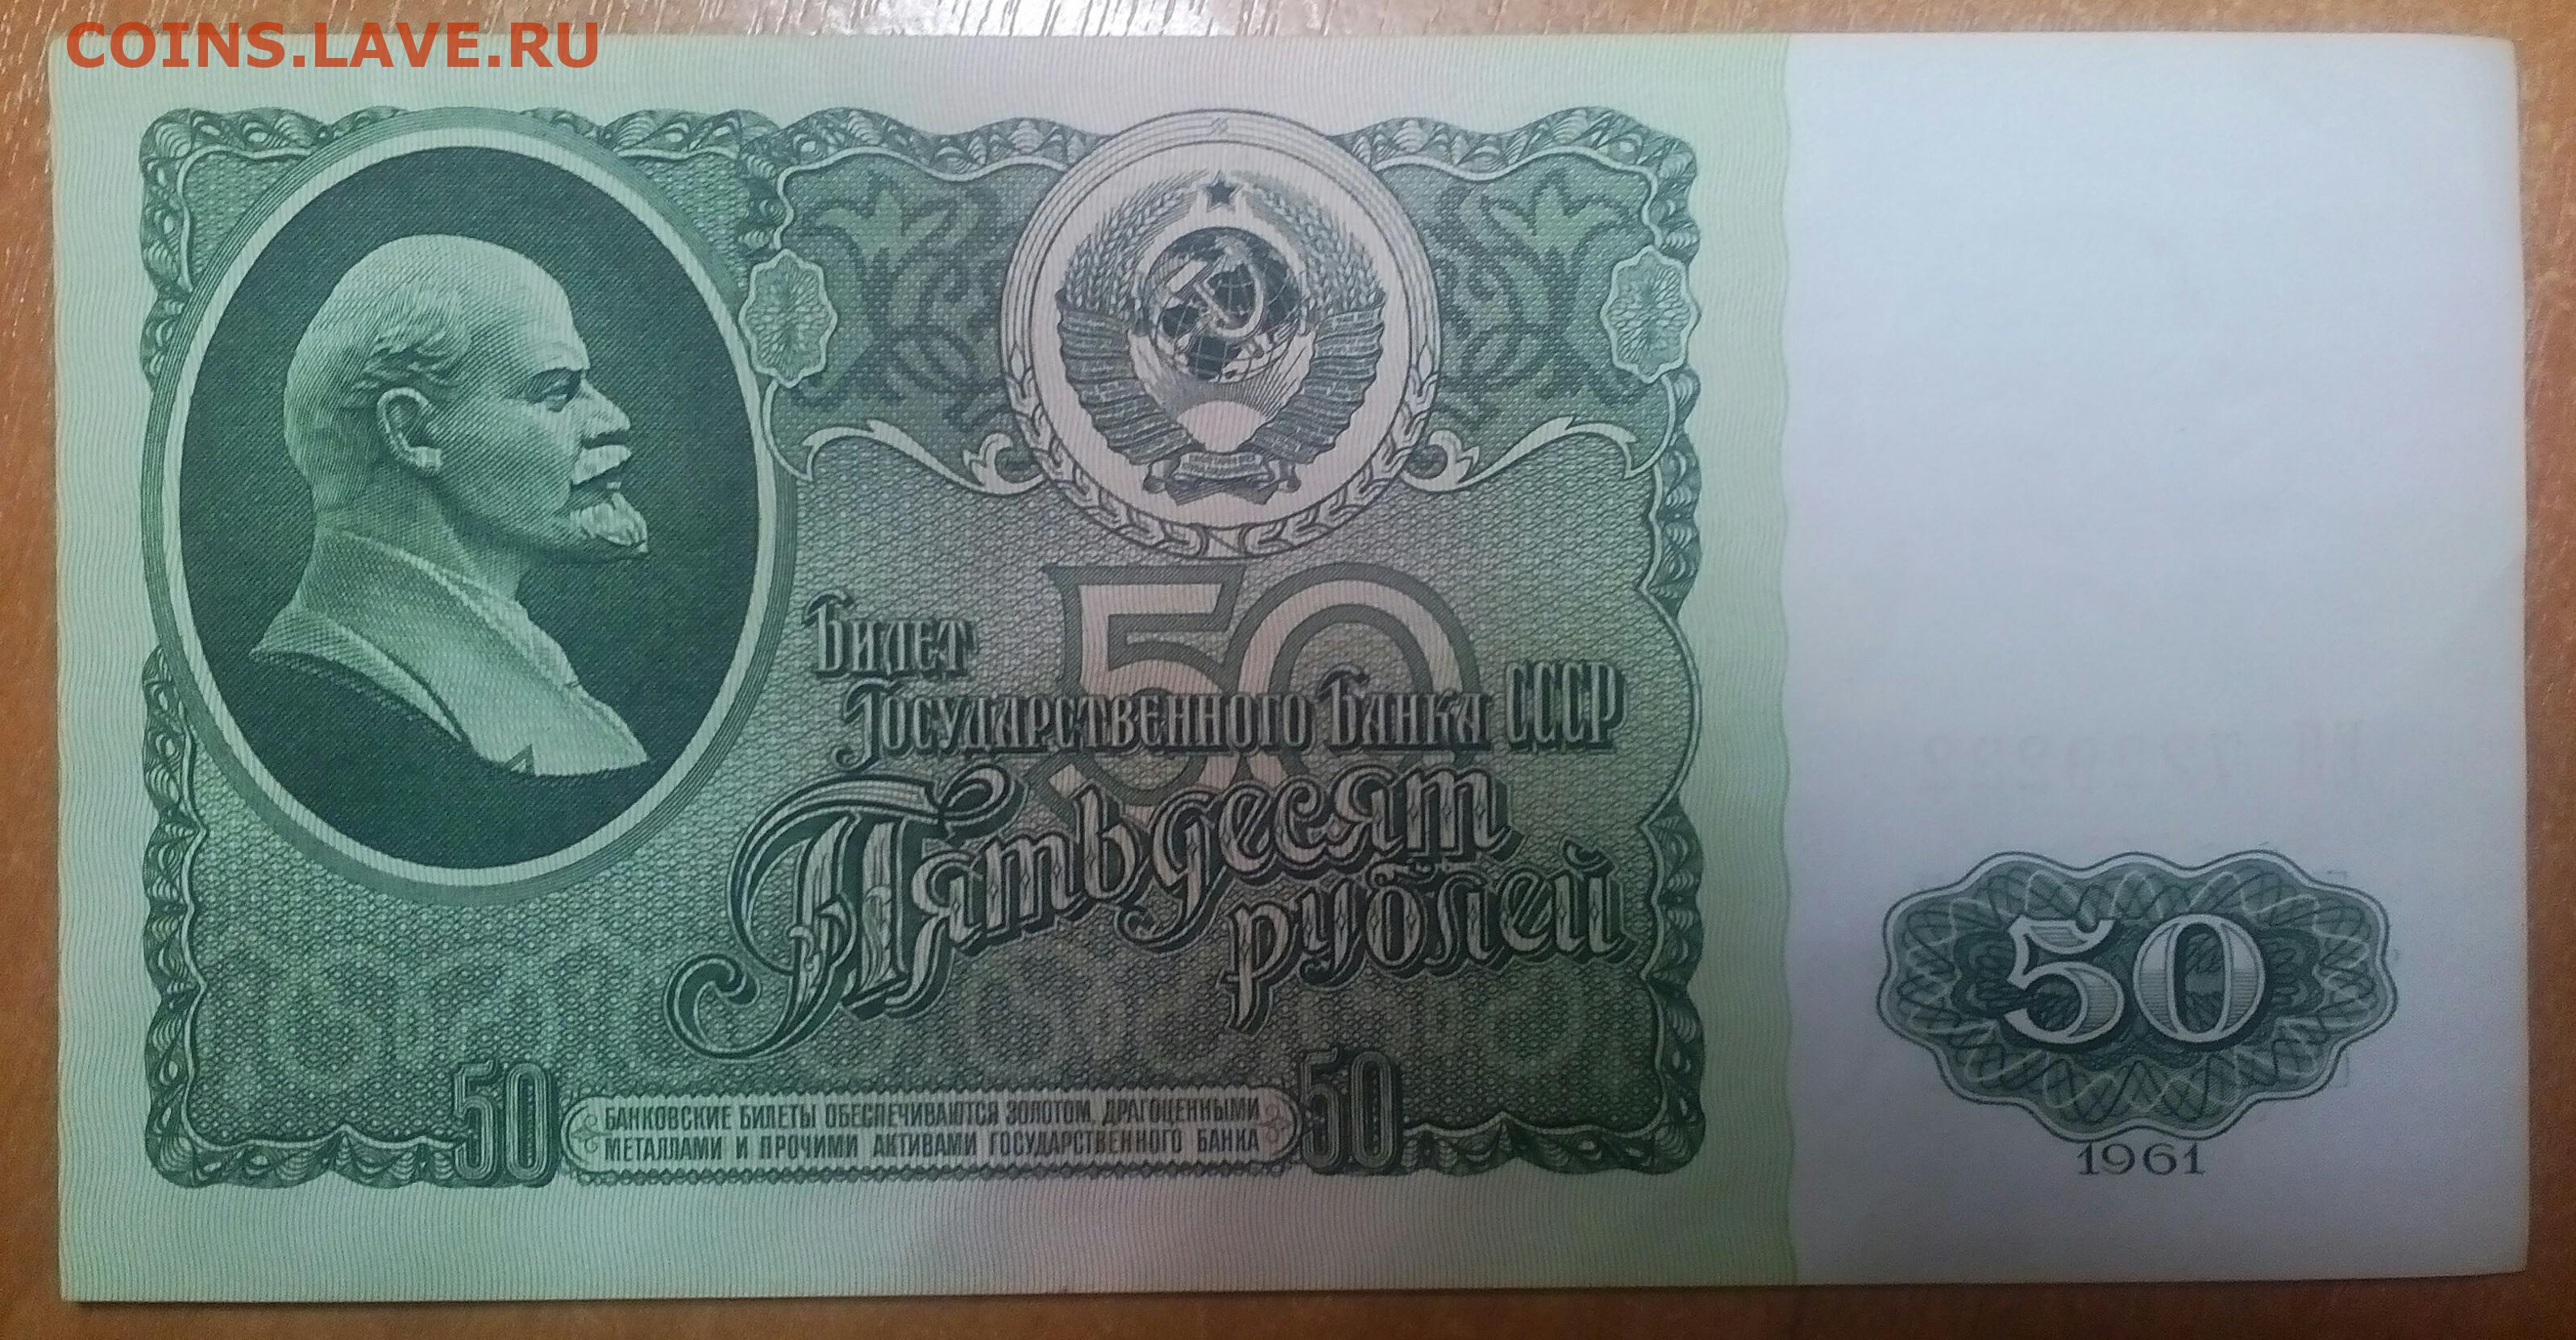 COINS.LAVE.RU
50
Билет
Государственного Банка СССР
Пятьдесят
рублей
50
50
БАНКОВСКИЕ БИЛЕТЫ ОБЕСПЕЧИВАЮТСЯ ЗОЛОТОМ, ДРАГОЦЕННЫМИ
МЕТАЛЛАМИ И ПРОЧИМИ АКТИВАМИ ГОСУДАРСТВЕННОГО БАНКА
50
1961